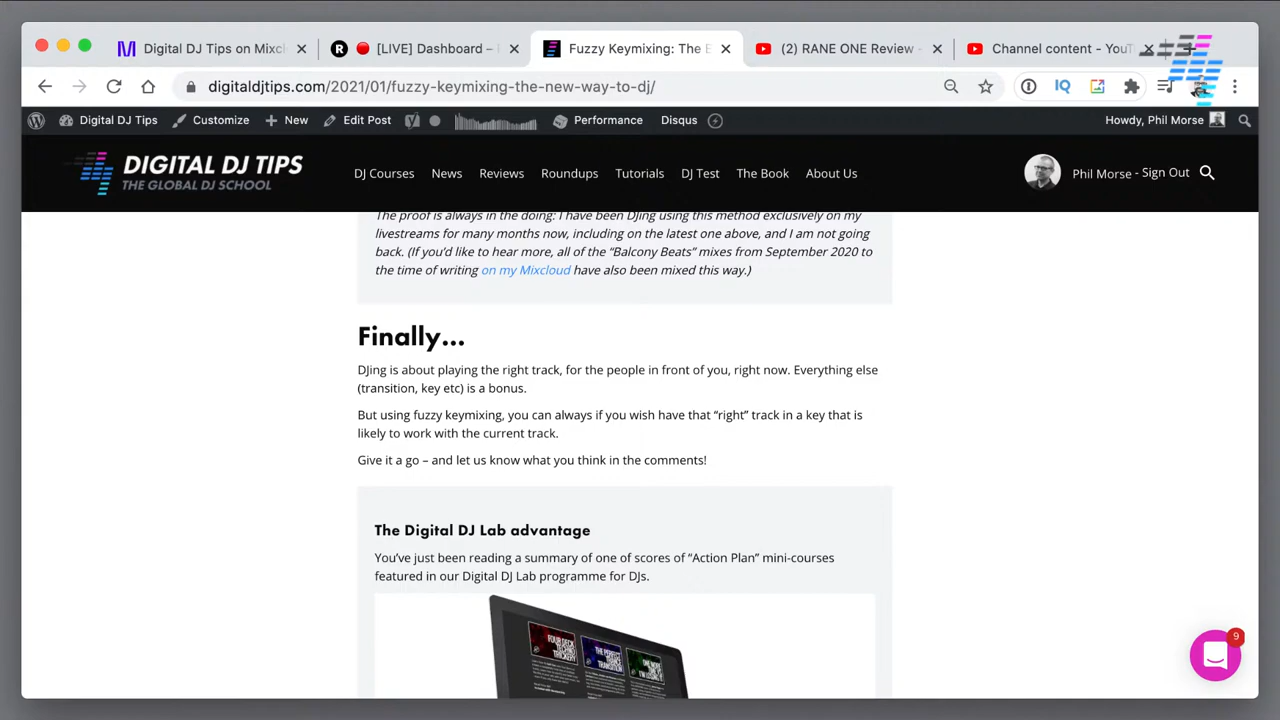 Digital DJ Tips on Mixc
[LIVE] Dashboard –
Fuzzy Keymixing: The
(2) RANE ONE Review
Channel content - YouT
digitaldjtips.com/2021/01/fuzzy-keymixing-the-new-way-to-dj/
IQ
Digital DJ Tips Customize New Edit Post Performance Disqus Howdy, Phil Morse
DIGITAL DJ TIPS
THE GLOBAL DJ SCHOOL
DJ Courses News Reviews Roundups Tutorials DJ Test The Book About Us
Phil Morse - Sign Out
The proof is always in the doing: I have been DJing using this method exclusively on my
livestreams for many months now, including on the latest one above, and I am not going
back. (If you'd like to hear more, all of the “Balcony Beats” mixes from September 2020 to
the time of writing on my Mixcloud have also been mixed this way.)
Finally...
DJing is about playing the right track, for the people in front of you, right now. Everything else
(transition, key etc) is a bonus.
But using fuzzy keymixing, you can always if you wish have that “right” track in a key that is
likely to work with the current track.
Give it a go – and let us know what you think in the comments!
The Digital DJ Lab advantage
You've just been reading a summary of one of scores of “Action Plan” mini-courses
featured in our Digital DJ Lab programme for DJs.
9